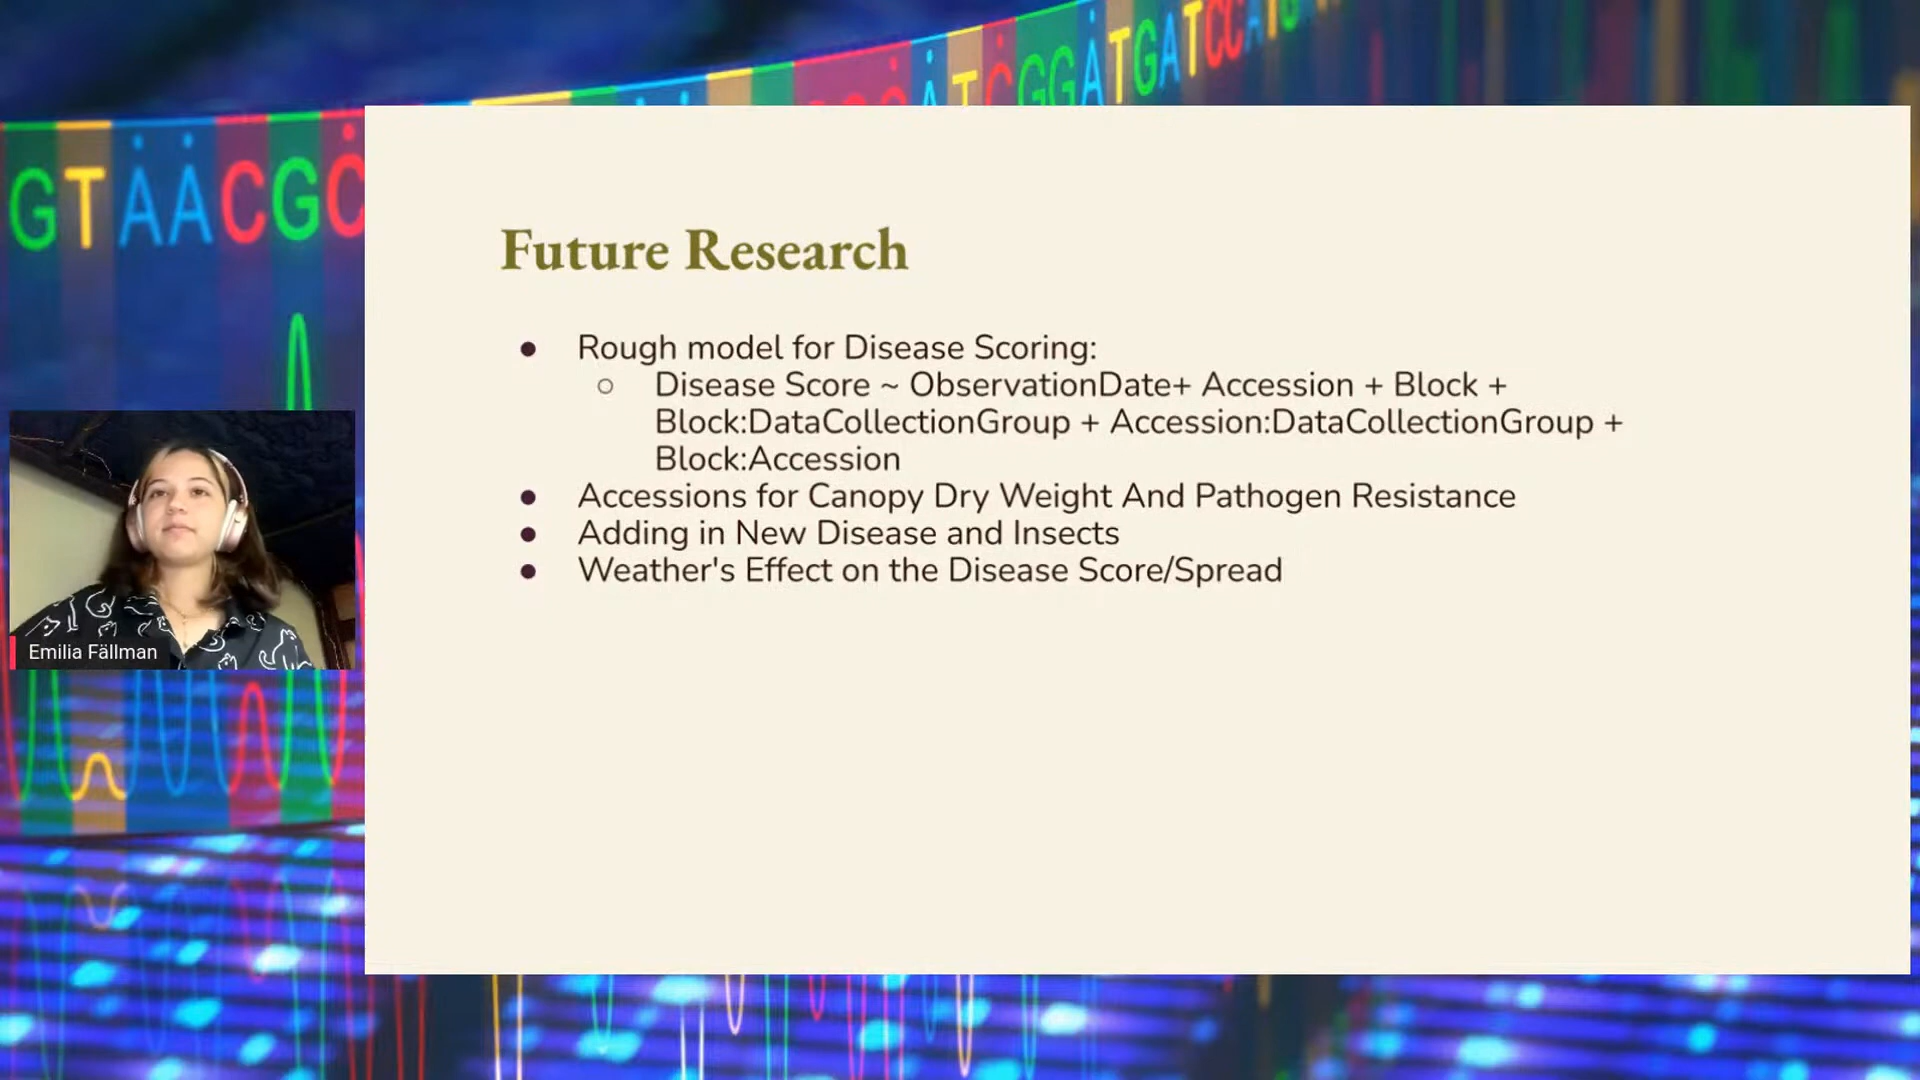 GGATGATCCATG
GTAACGC
Future Research
● Rough model for Disease Scoring:
○ Disease Score ~ ObservationDate+ Accession + Block +
Block:DataCollectionGroup + Accession:DataCollectionGroup +
Block:Accession
● Accessions for Canopy Dry Weight And Pathogen Resistance
● Adding in New Disease and Insects
● Weather's Effect on the Disease Score/Spread
Emilia Fällman